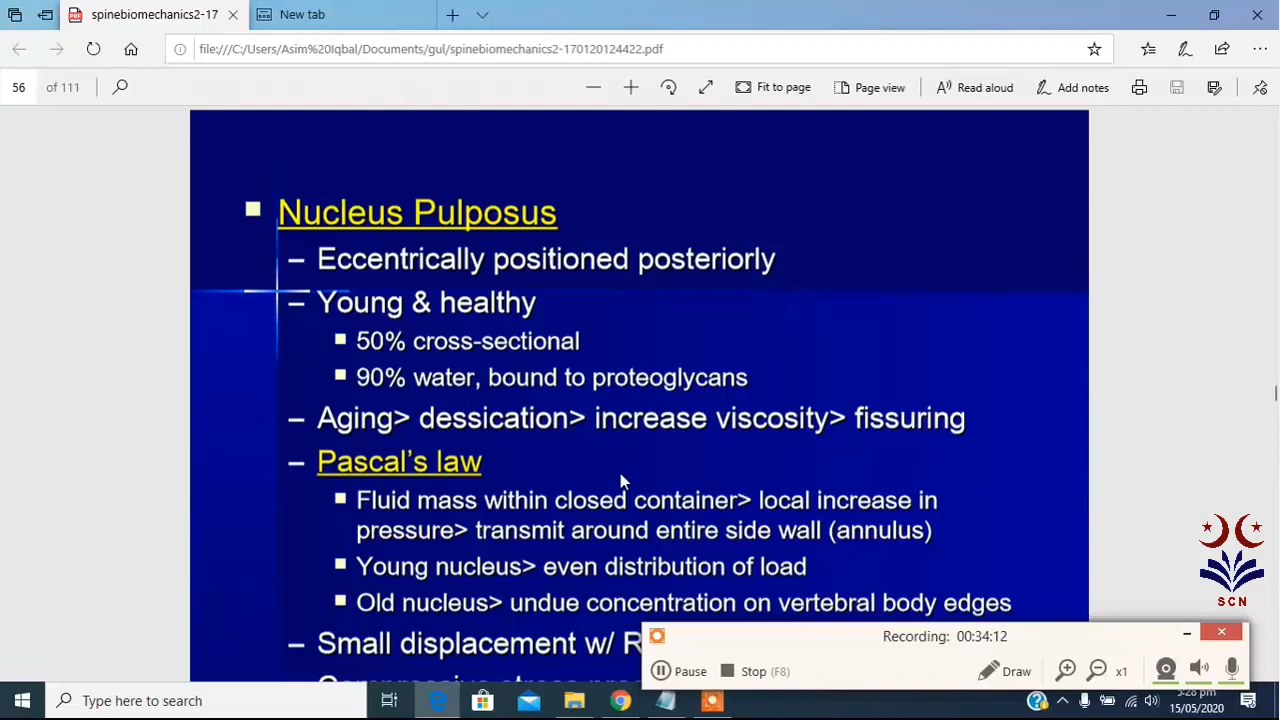 spinebiomechanics2-17
New tab
file:///C:/Users/Asim%20Iqbal/Documents/gul/spinebiomechanics2-170120124422.pdf
56 of 111
Fit to page
Page view
Read aloud
Add notes
Nucleus Pulposus
– Eccentrically positioned posteriorly
– Young & healthy
50% cross-sectional
90% water, bound to proteoglycans
– Aging> dessication> increase viscosity> fissuring
– Pascal's law
Fluid mass within closed container> local increase in
pressure> transmit around entire side wall (annulus)
Young nucleus> even distribution of load
Old nucleus> undue concentration on vertebral body edges
– Small displacement w/ R
SCN
Recording: 00:34:12
Pause
Stop (F8)
Draw
x1
Type here to search
5:28 pm
15/05/2020